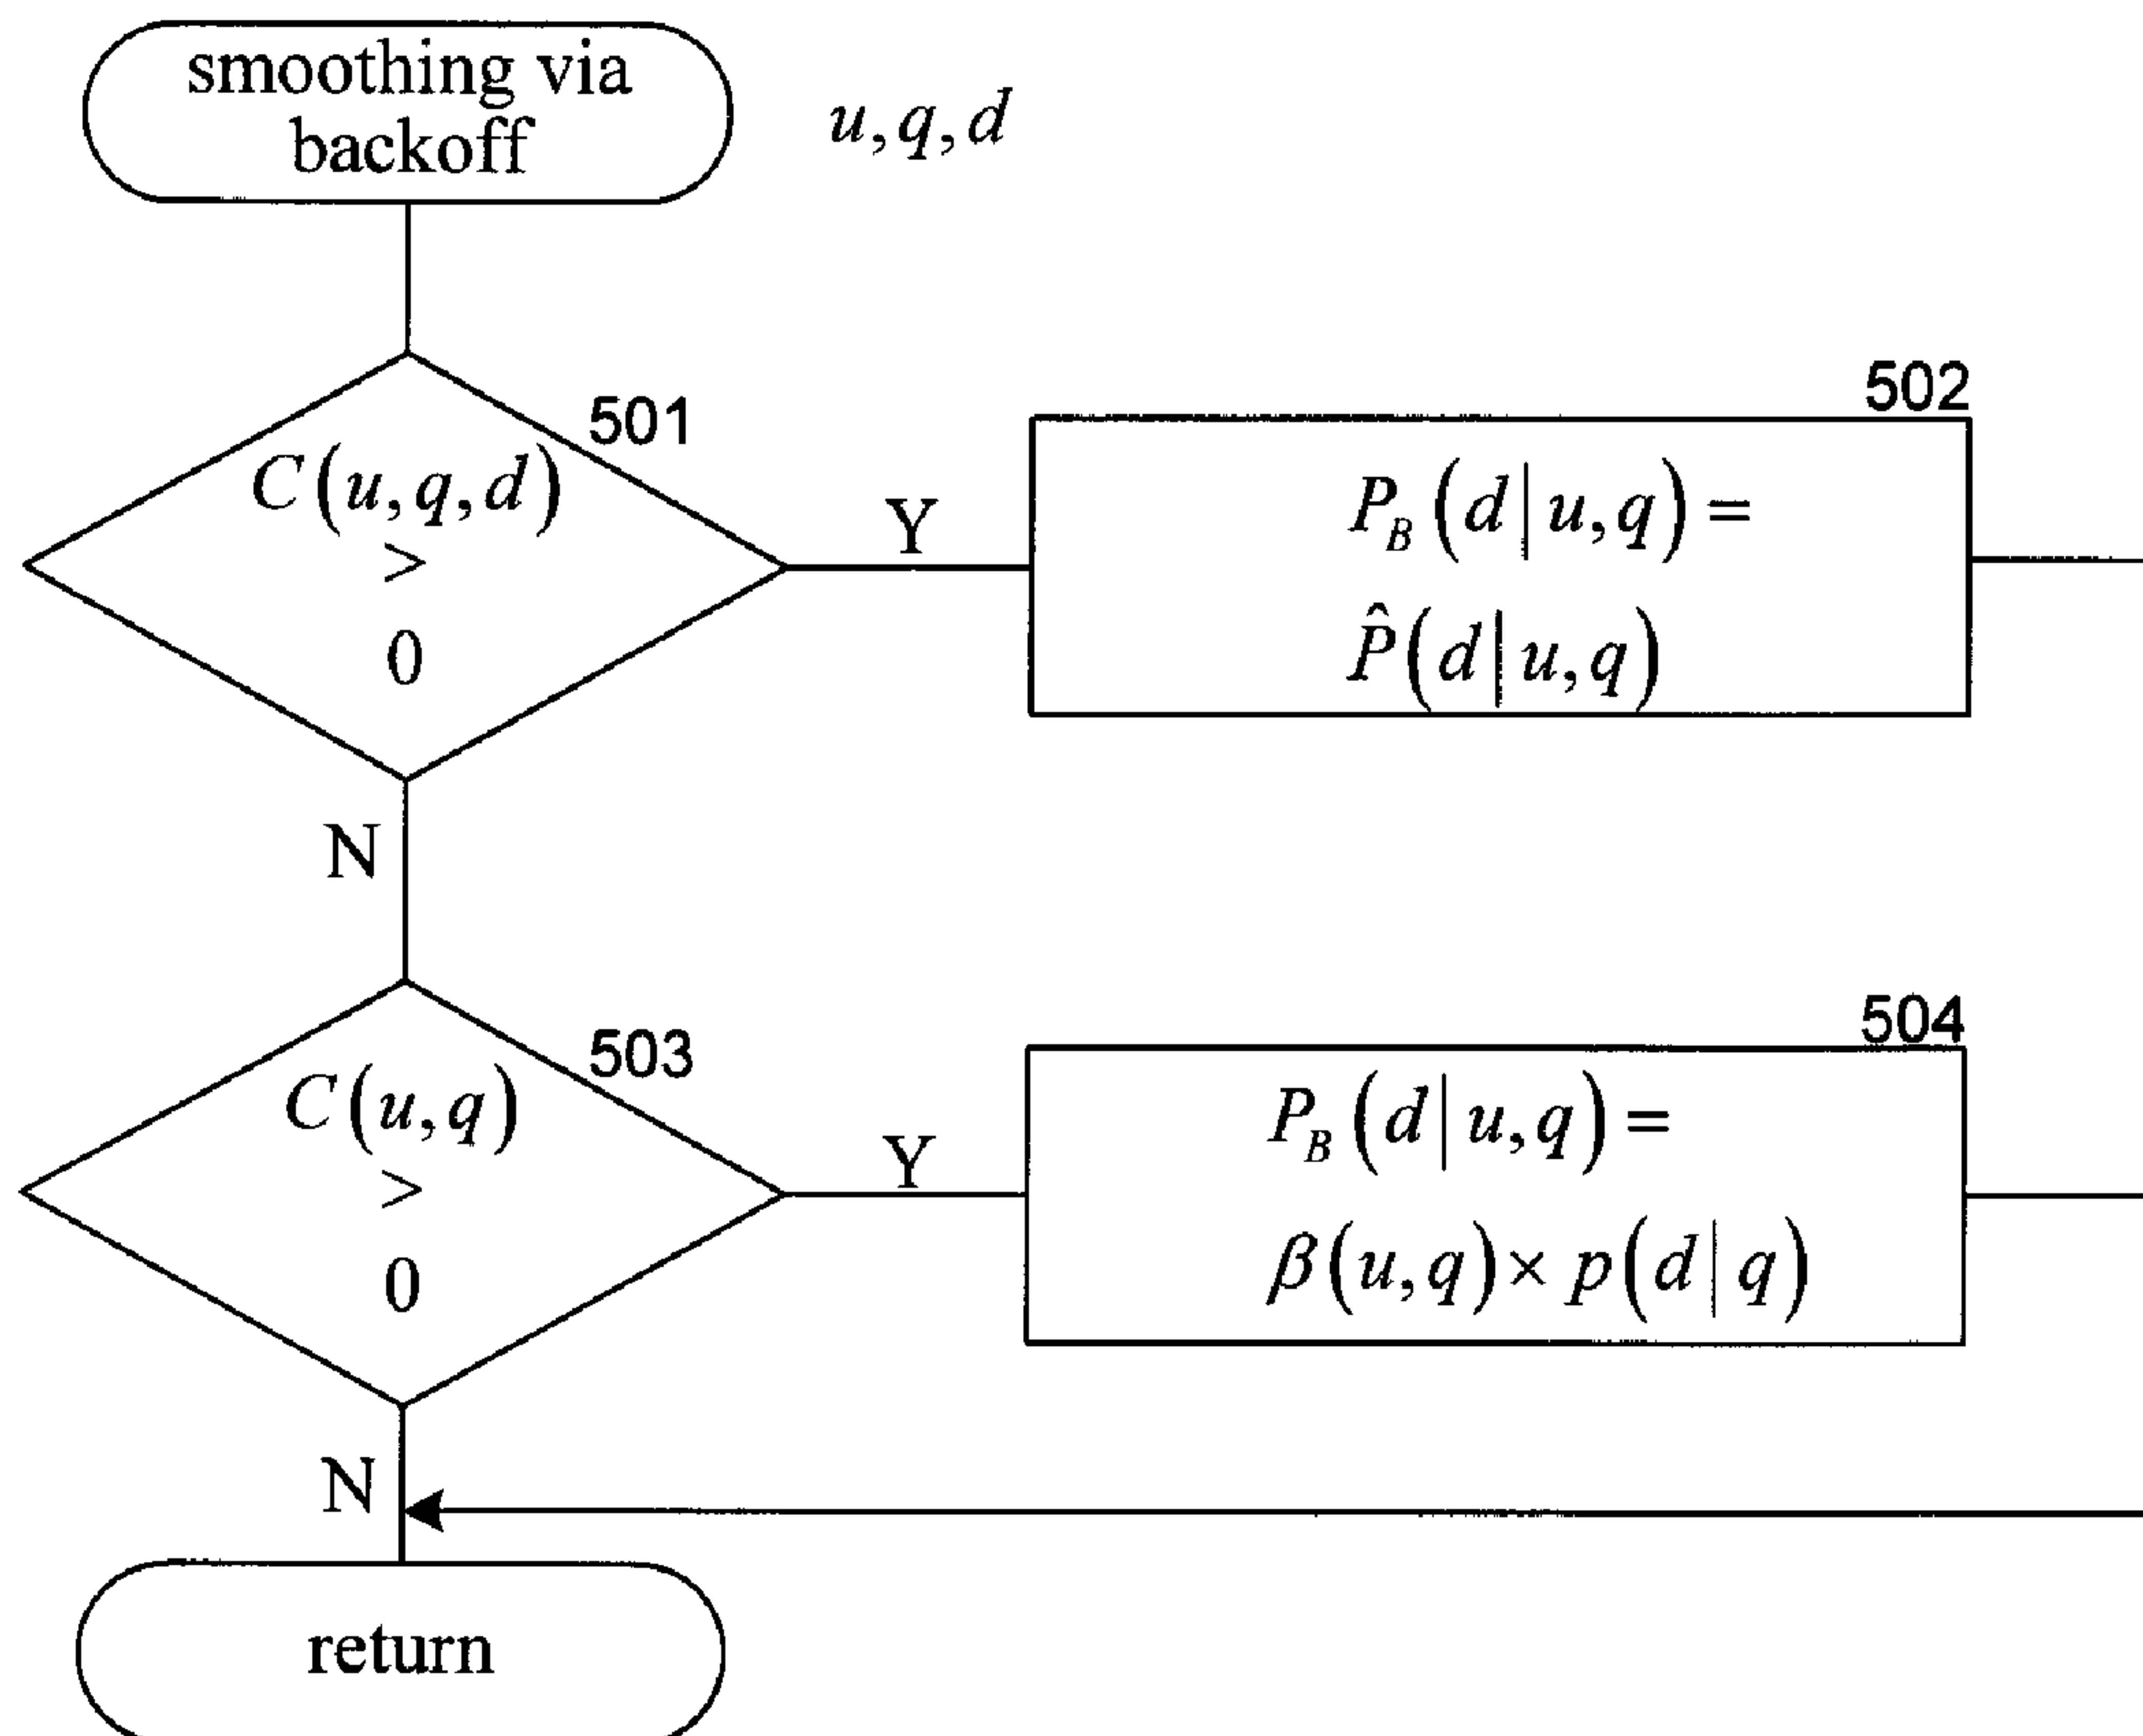 smoothing via
backoff
u,q,d
501
C(u,q,d)
>
0
Y
502
P_B(d|u,q)=
P̂(d|u,q)
N
503
C(u,q)
>
0
Y
504
P_B(d|u,q)=
β(u,q)×p(d|q)
N
return